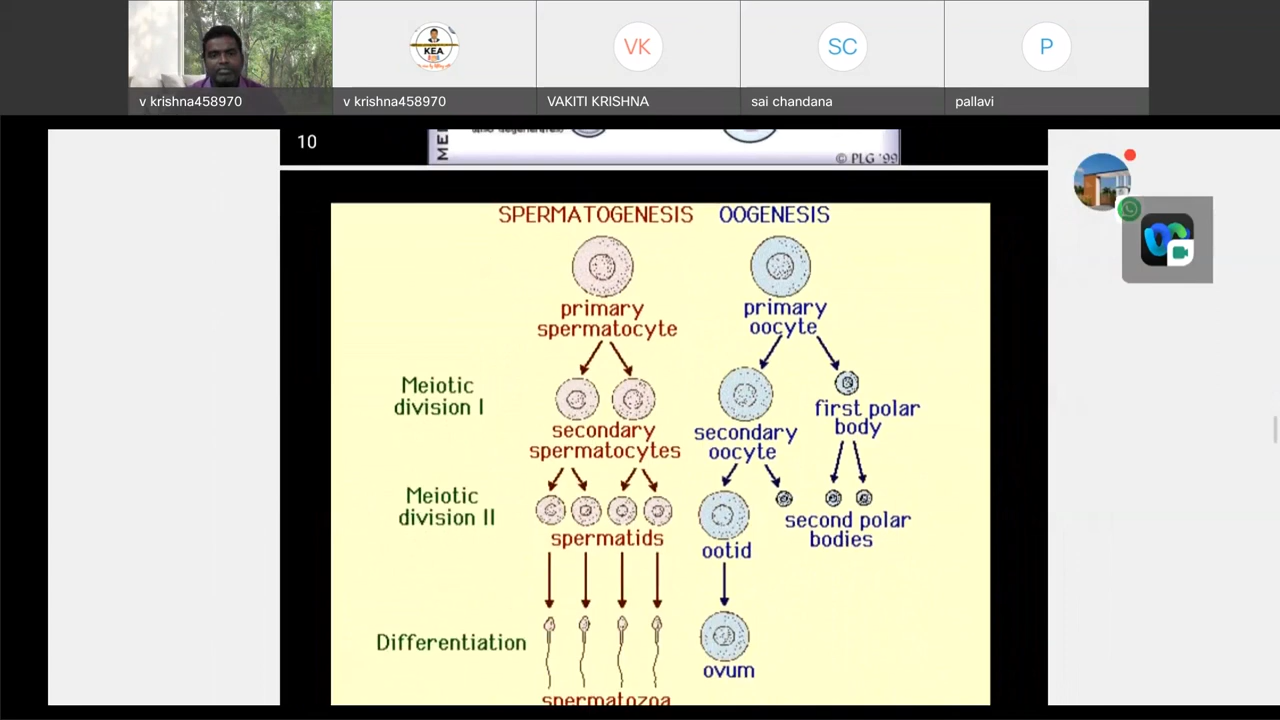 KEA
VK
SC
P
v krishna458970
v krishna458970
VAKITI KRISHNA
sai chandana
pallavi
10
© PLG '99
SPERMATOGENESIS
OOGENESIS
primary
spermatocyte
primary
oocyte
Meiotic
division I
secondary
spermatocytes
secondary
oocyte
first polar
body
Meiotic
division II
spermatids
ootid
second polar
bodies
Differentiation
ovum
spermatozoa